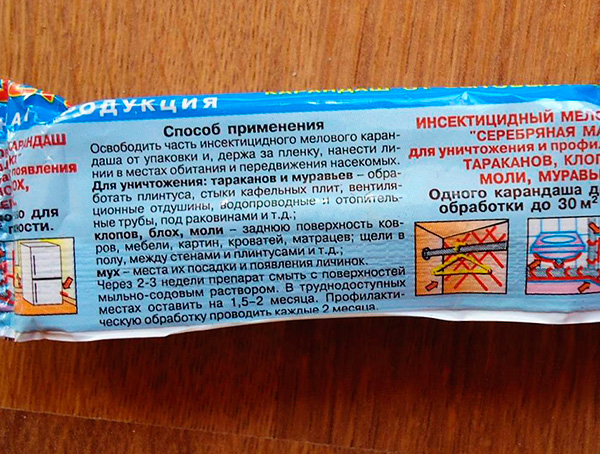 ОДУКЦИЯ
КАРАНДАШ
появления
во для
Способ применения
Освободить часть инсектицидного мелового каран-
даша от упаковки и, держа за пленку, нанести ли-
нии в местах обитания и передвижения насекомых.
Для уничтожения: тараканов и муравьев – обра-
ботать плинтуса, стыки кафельных плит, вентиля-
ционные отдушины, водопроводные и отопитель-
ные трубы, под раковинами и т.д.;
клопов, блох, моли – заднюю поверхность ков-
ров, мебели, картин, кроватей, матрацев; щели в
полу, между стенами и плинтусами и т.д.;
мух – места их посадки и появления личинок.
Через 2-3 недели препарат смыть с поверхностей
мыльно-содовым раствором. В труднодоступных
местах оставить на 1,5–2 месяца. Профилакти-
ческую обработку проводить каждые 2 месяца.
ИНСЕКТИЦИДНЫЙ МЕЛО
"СЕРЕБРЯНАЯ МА
для уничтожения и профил
ТАРАКАНОВ, КЛОП
МОЛИ, МУРАВЬ
Одного карандаша д
обработки до 30 м²